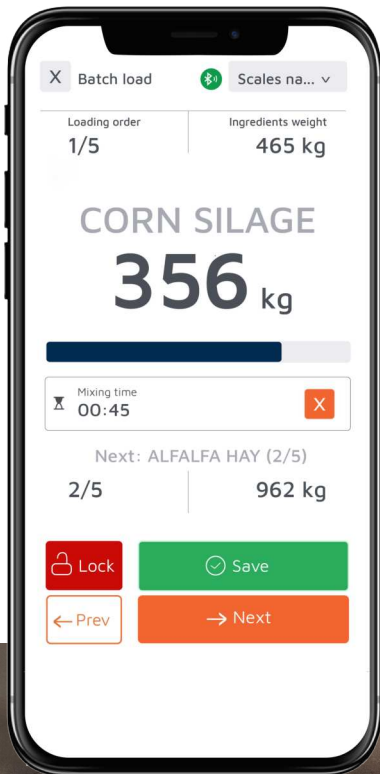 X Batch load Scales na...
Loading order Ingredients weight
1/5 465 kg
CORN SILAGE
356 kg
Mixing time
00:45 X
Next: ALFALFA HAY (2/5)
2/5 962 kg
Lock Save
← Prev → Next